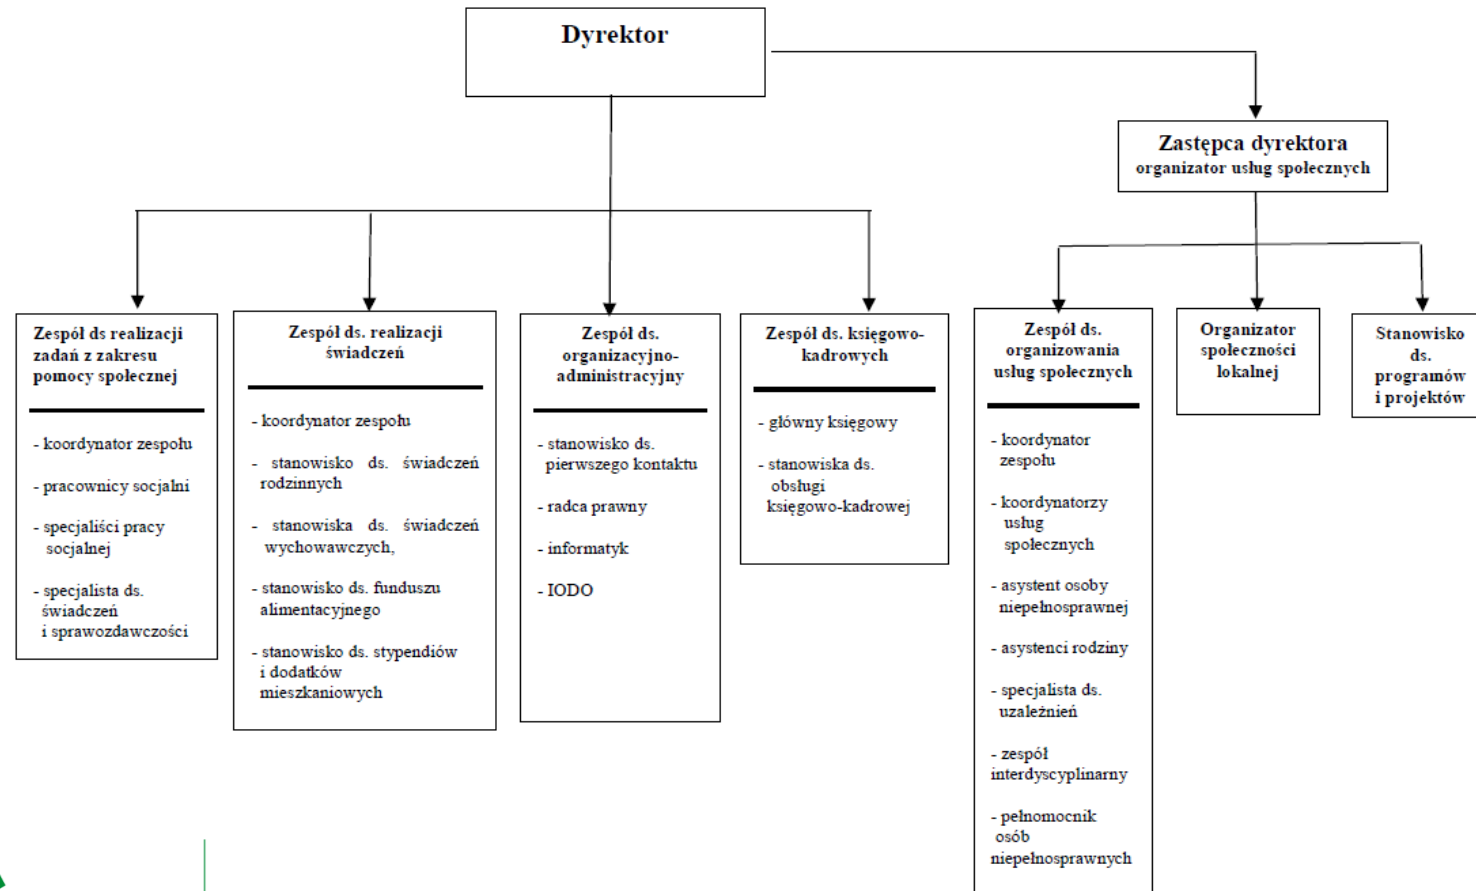 Dyrektor
Zastępca dyrektora
organizator usług społecznych
Zespół ds realizacji
zadań z zakresu
pomocy społecznej
- koordynator zespołu
- pracownicy socjalni
- specjaliści pracy
socjalnej
- specjalista ds.
świadczeń
i sprawozdawczości
Zespół ds. realizacji
świadczeń
- koordynator zespołu
- stanowisko ds. świadczeń
rodzinnych
- stanowiska ds. świadczeń
wychowawczych,
- stanowisko ds. funduszu
alimentacyjnego
- stanowisko ds. stypendiów
i dodatków
mieszkaniowych
Zespół ds.
organizacyjno-
administracyjny
- stanowisko ds.
pierwszego kontaktu
- radca prawny
- informatyk
- IODO
Zespół ds. księgowo-
kadrowych
- główny księgowy
- stanowiska ds.
obsługi
księgowo-kadrowej
Zespół ds.
organizowania
usług społecznych
- koordynator
zespołu
- koordynatorzy
usług
społecznych
- asystent osoby
niepełnosprawnej
- asystenci rodziny
- specjalista ds.
uzależnień
- zespół
interdyscyplinarny
- pełnomocnik
osób
niepełnosprawnych
Organizator
społeczności
lokalnej
Stanowisko
ds.
programów
i projektów